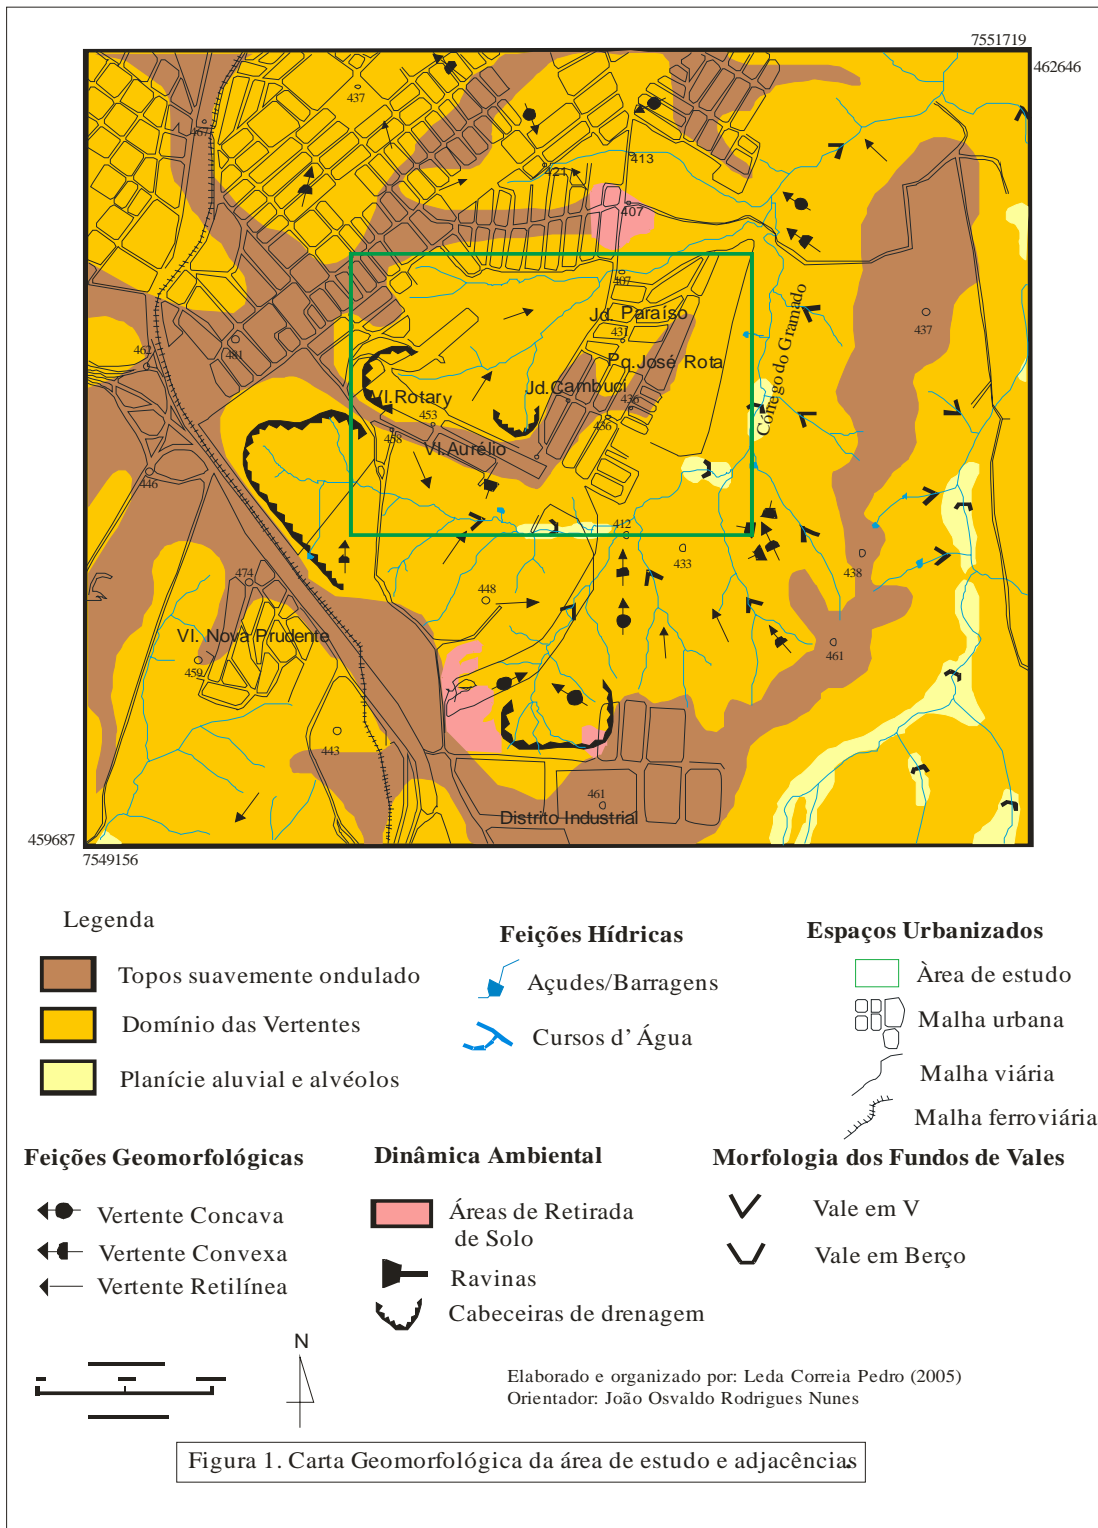 7551719
462646
437
467
413
421
407
407
Jd. Paraíso
431
437
Pq.José Rota
Córrego do Gramado
462
481
Jd.Cambuci
VI.Rotary
436
453
436
458
VI.Aurélio
446
412
433
438
474
448
VI. Nova Prudente
461
459
443
461
Distrito Industrial
459687
7549156
Legenda
Topos suavemente ondulado
Domínio das Vertentes
Planície aluvial e alvéolos
Feições Hídricas
Açudes/Barragens
Cursos d' Água
Espaços Urbanizados
Àrea de estudo
Malha urbana
Malha viária
Malha ferroviária
Feições Geomorfológicas
Vertente Concava
Vertente Convexa
Vertente Retilínea
Dinâmica Ambiental
Áreas de Retirada
de Solo
Ravinas
Cabeceiras de drenagem
Morfologia dos Fundos de Vales
Vale em V
Vale em Berço
N
Elaborado e organizado por: Leda Correia Pedro (2005)
Orientador: João Osvaldo Rodrigues Nunes
Figura 1. Carta Geomorfológica da área de estudo e adjacências.